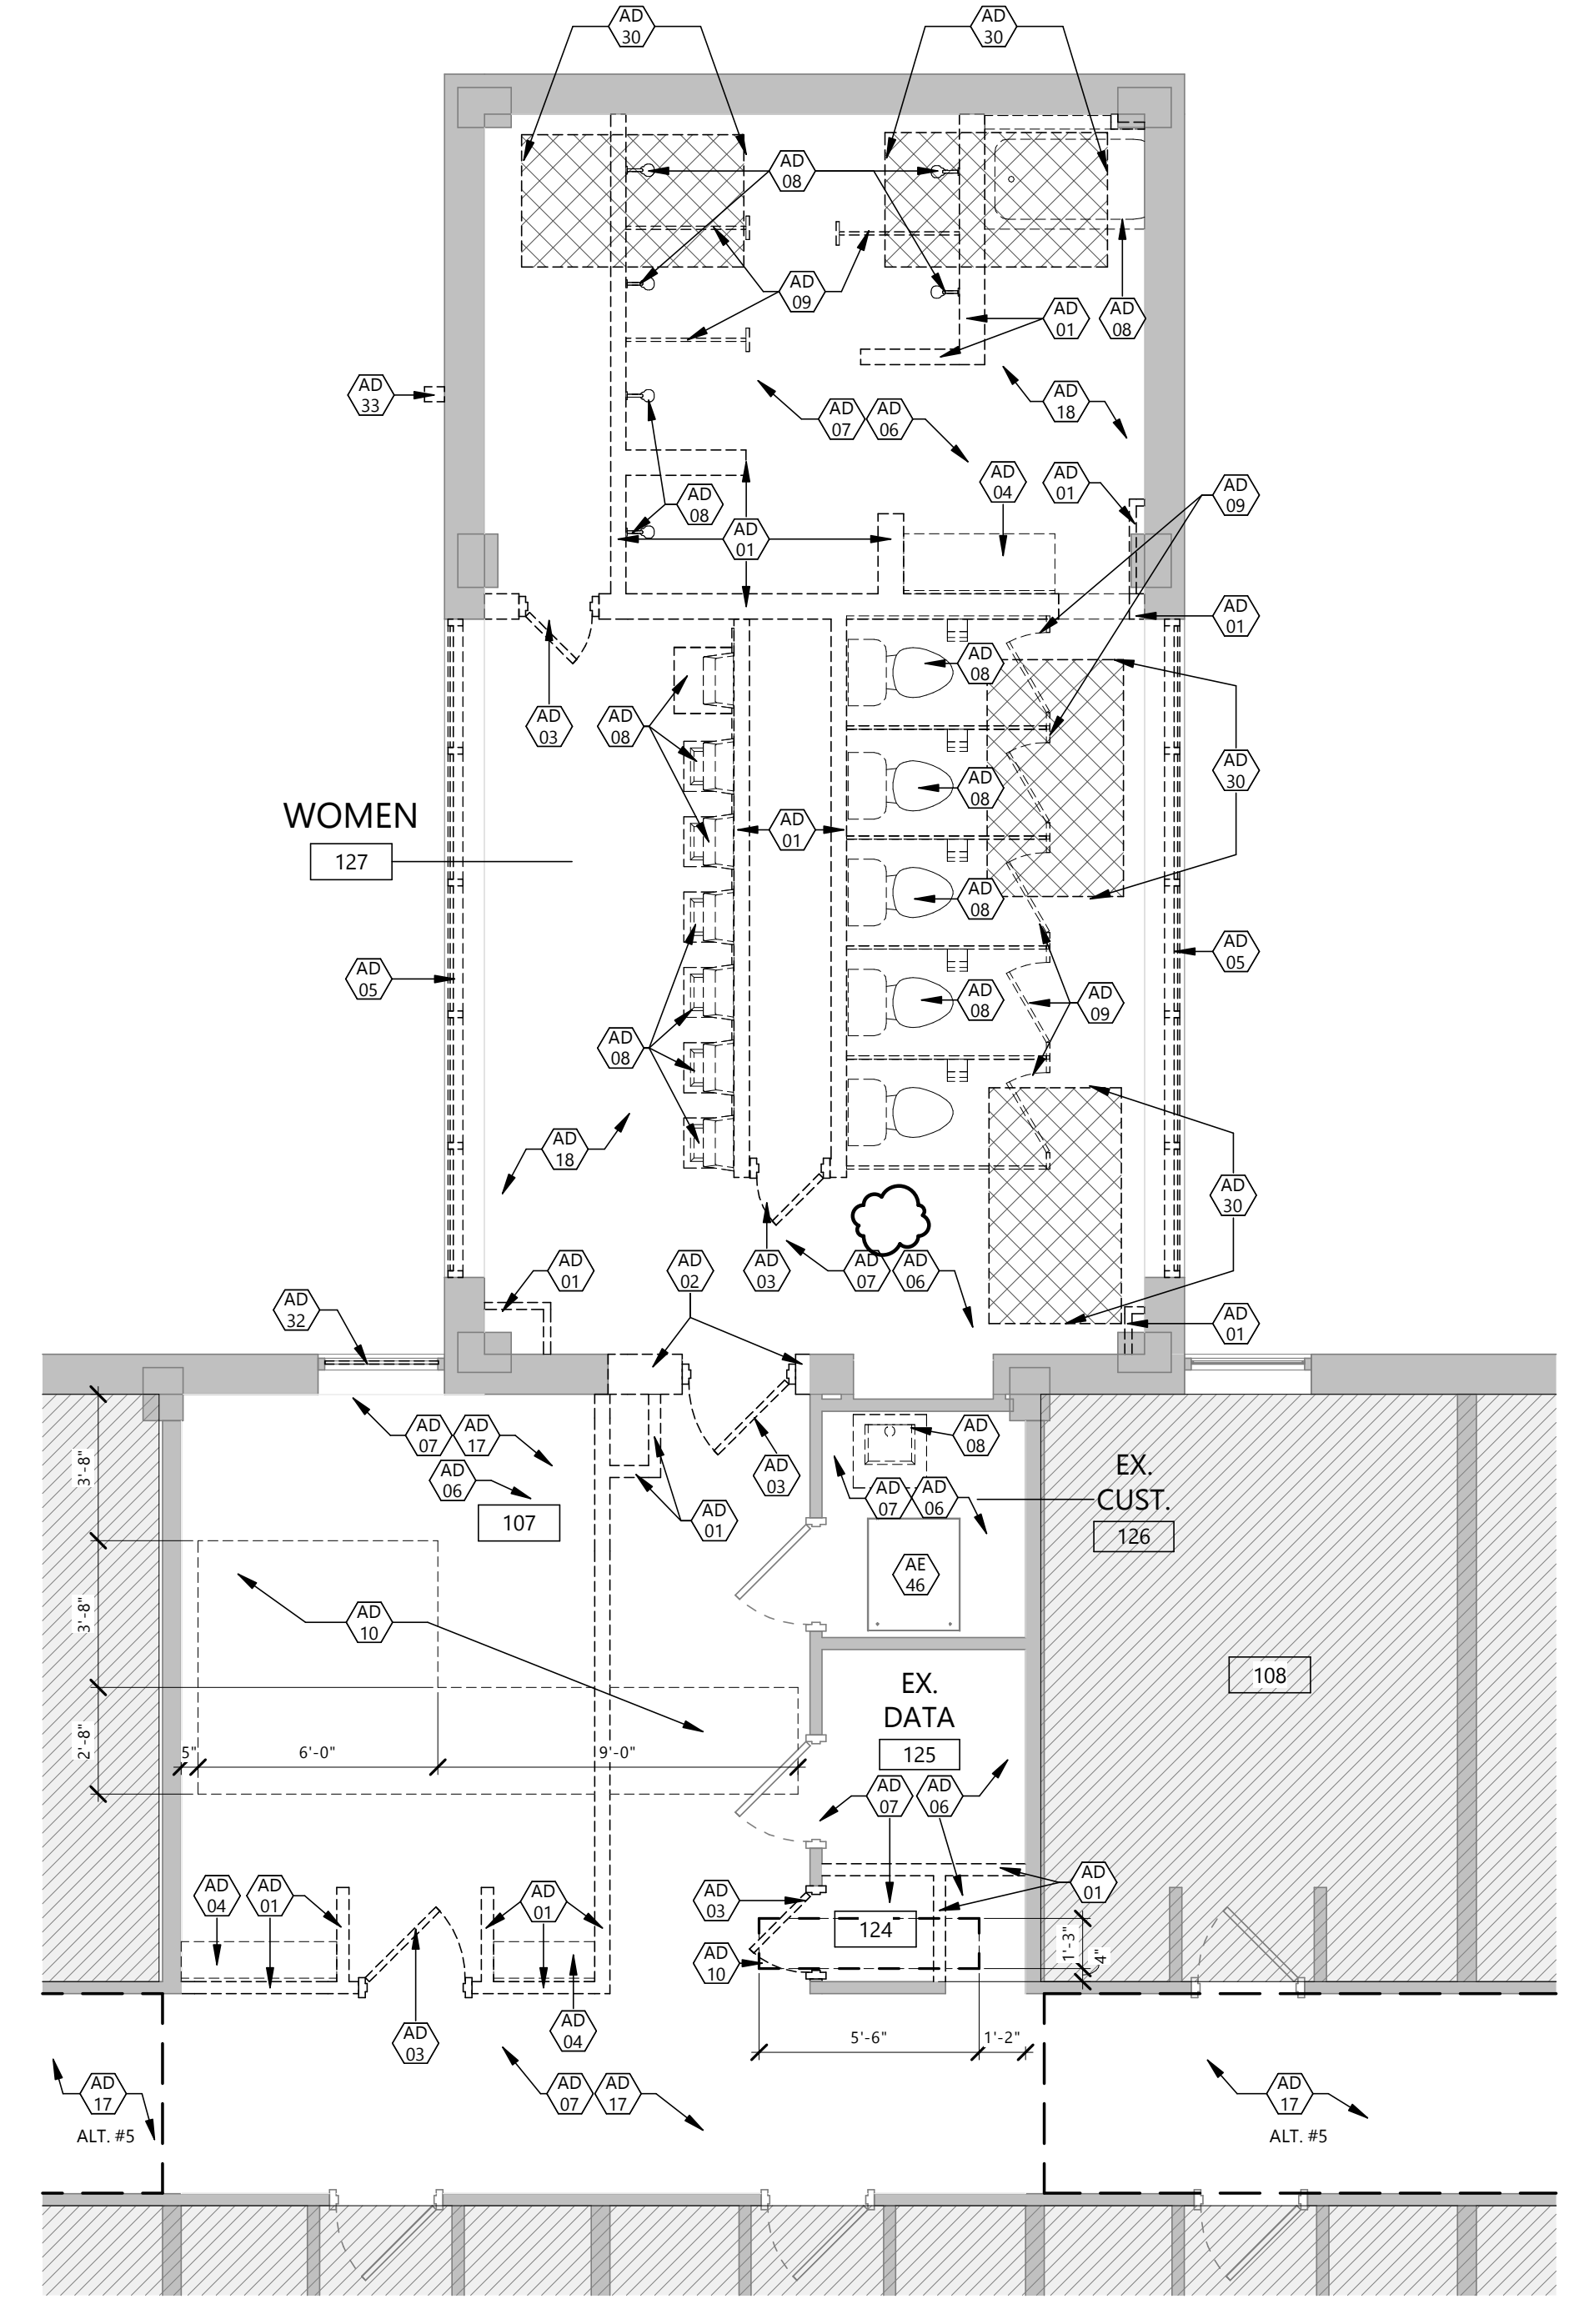 AD
30
AD
30
AD
08
AD
09
AD
01
AD
08
AD
33
AD
18
AD
07
AD
06
AD
04
AD
01
AD
09
AD
08
AD
01
AD
01
AD
08
AD
03
AD
08
AD
30
AD
08
WOMEN
127
AD
01
AD
08
AD
05
AD
05
AD
08
AD
09
AD
08
AD
18
AD
30
AD
01
AD
02
AD
03
AD
07
AD
06
AD
32
AD
01
AD
07
AD
17
AD
08
3'-8"
AD
06
AD
03
EX.
CUST.
126
AD
07
AD
06
107
AD
01
AE
46
3'-8"
AD
10
108
EX.
DATA
125
2'-8"
5"
6'-0"
9'-0"
AD
07
AD
06
AD
04
AD
01
AD
01
AD
03
AD
01
124
1'-3"
4"
AD
10
AD
03
AD
04
5'-6"
1'-2"
AD
17
ALT. #5
AD
07
AD
17
AD
17
ALT. #5